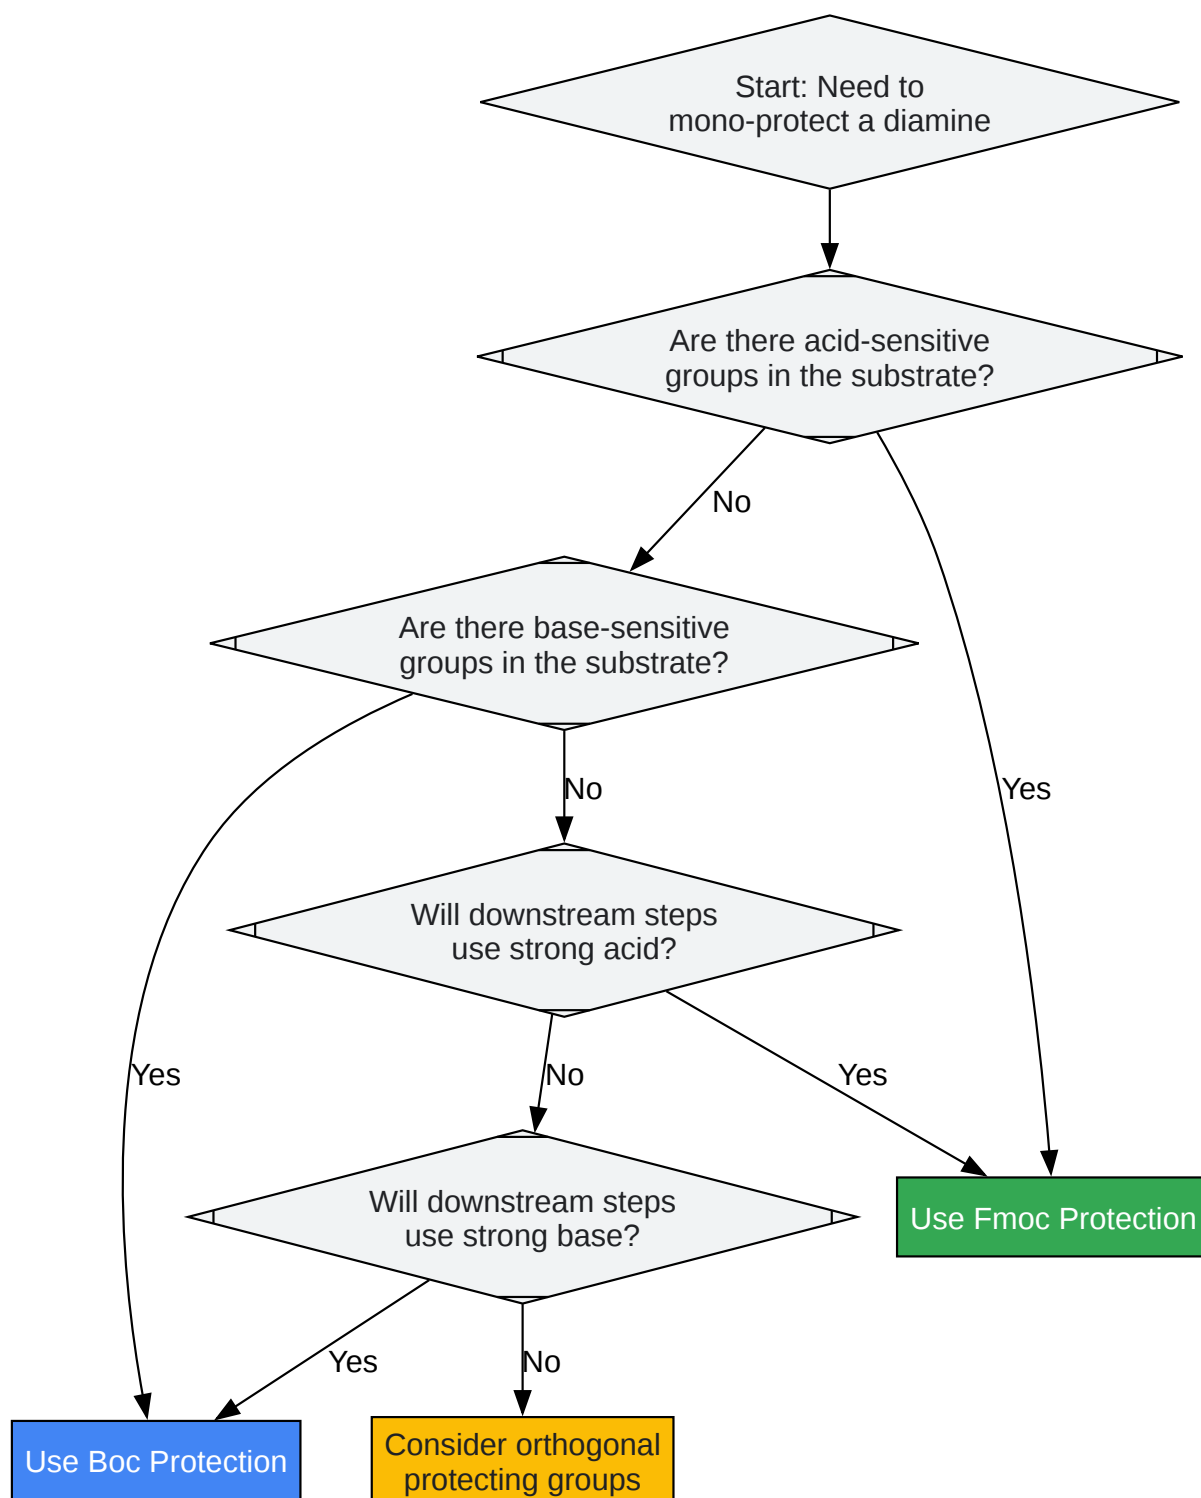 Start: Need to
mono-protect a diamine
Are there acid-sensitive
groups in the substrate?
No
Are there base-sensitive
groups in the substrate?
No
Yes
Will downstream steps
use strong acid?
Yes
No
Yes
Will downstream steps
use strong base?
Use Fmoc Protection
Yes
No
Use Boc Protection
Consider orthogonal
protecting groups